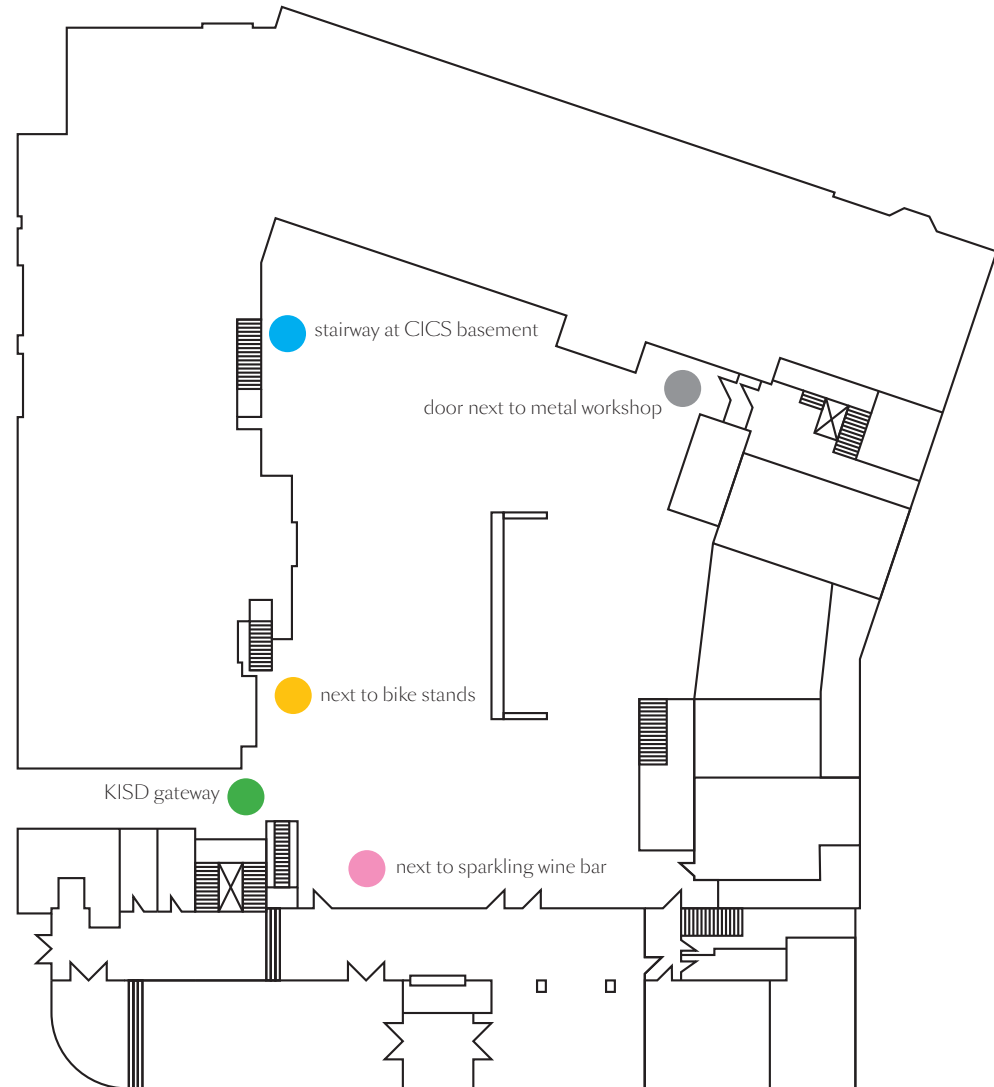 stairway at CICS basement
door next to metal workshop
next to bike stands
KISD gateway
next to sparkling wine bar